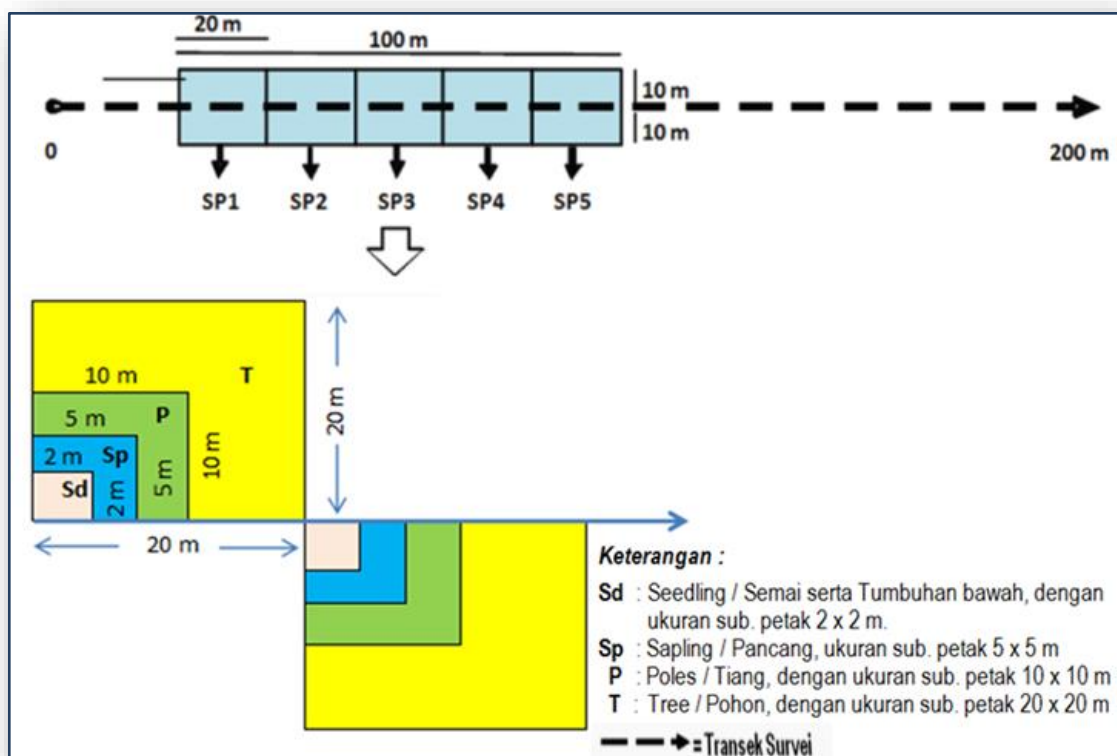 20 m
100 m
10 m
10 m
0
200 m
SP1 SP2 SP3 SP4 SP5
10 m T
5 m P
2 m Sp
Sd
2 m
5 m
10 m
20 m
20 m
Keterangan :
Sd : Seedling / Semai serta Tumbuhan bawah, dengan
ukuran sub. petak 2 x 2 m.
Sp : Sapling / Pancang, ukuran sub. petak 5 x 5 m
P : Poles / Tiang, dengan ukuran sub. petak 10 x 10 m
T : Tree / Pohon, dengan ukuran sub. petak 20 x 20 m
= Transek Survei